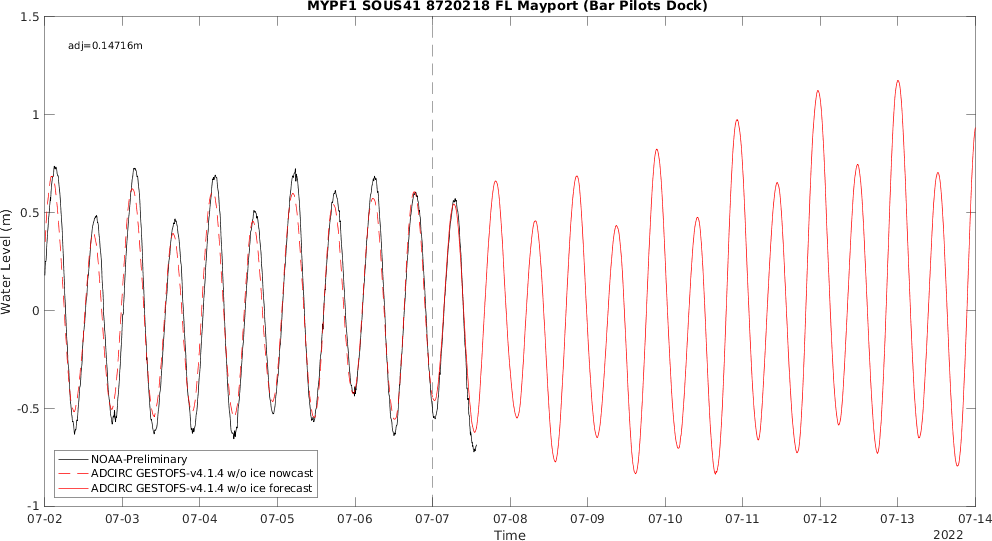 MYPF1 SOUS41 8720218 FL Mayport (Bar Pilots Dock)
1.5
adj=0.14716m
1
0.5
Water Level (m)
0
-0.5
NOAA-Preliminary
ADCIRC GESTOFS-v4.1.4 w/o ice nowcast
ADCIRC GESTOFS-v4.1.4 w/o ice forecast
-1
07-02 07-03 07-04 07-05 07-06 07-07 07-08 07-09 07-10 07-11 07-12 07-13 07-14
Time
2022